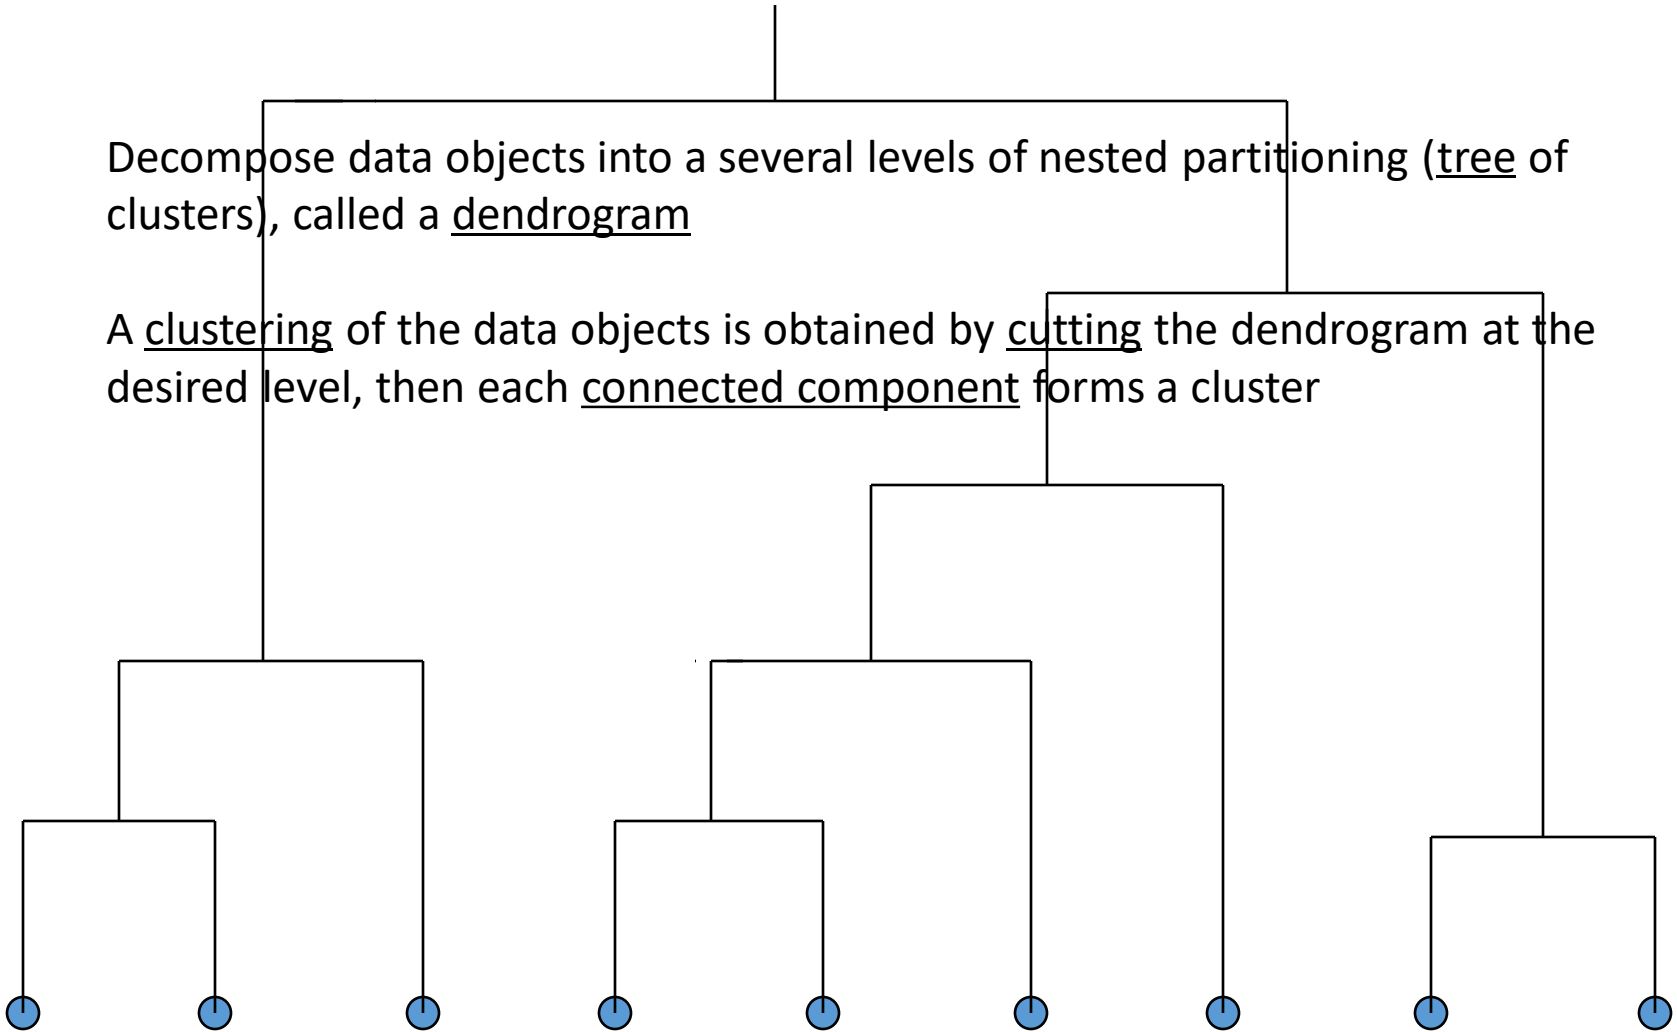 Decompose data objects into a several levels of nested partitioning (tree of
clusters), called a dendrogram
A clustering of the data objects is obtained by cutting the dendrogram at the
desired level, then each connected component forms a cluster